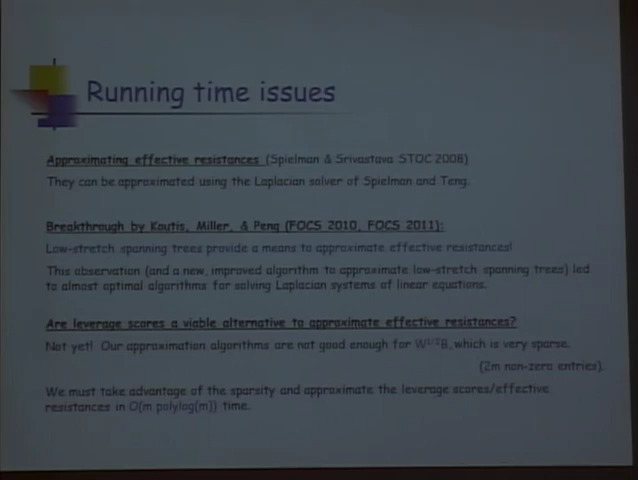 Running time issues
Approximating effective resistances (Spielman & Srivastava STOC 2008)
They can be approximated using the Laplacian solver of Spielman and Teng.
Breakthrough by Koutis, Miller, & Peng (FOCS 2010, FOCS 2011):
Low-stretch spanning trees provide a means to approximate effective resistances!
This observation (and a new, improved algorithm to approximate low-stretch spanning trees) led
to almost optimal algorithms for solving Laplacian systems of linear equations.
Are leverage scores a viable alternative to approximate effective resistances?
Not yet! Our approximation algorithms are not good enough for W¹/²B, which is very sparse.
(2m non-zero entries).
We must take advantage of the sparsity and approximate the leverage scores/effective
resistances in O(m polylog(m)) time.